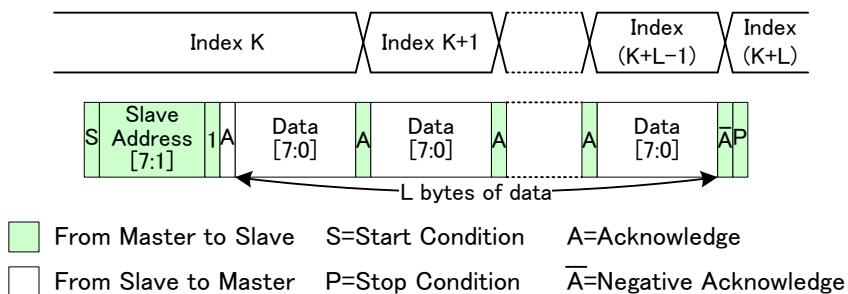 Index K
Index K+1
Index
(K+L-1)
Index
(K+L)
S
Slave
Address
[7:1]
1
A
Data
[7:0]
A
Data
[7:0]
A
A
Data
[7:0]
A̅
P
L bytes of data
From Master to Slave
S=Start Condition
A=Acknowledge
From Slave to Master
P=Stop Condition
A̅=Negative Acknowledge